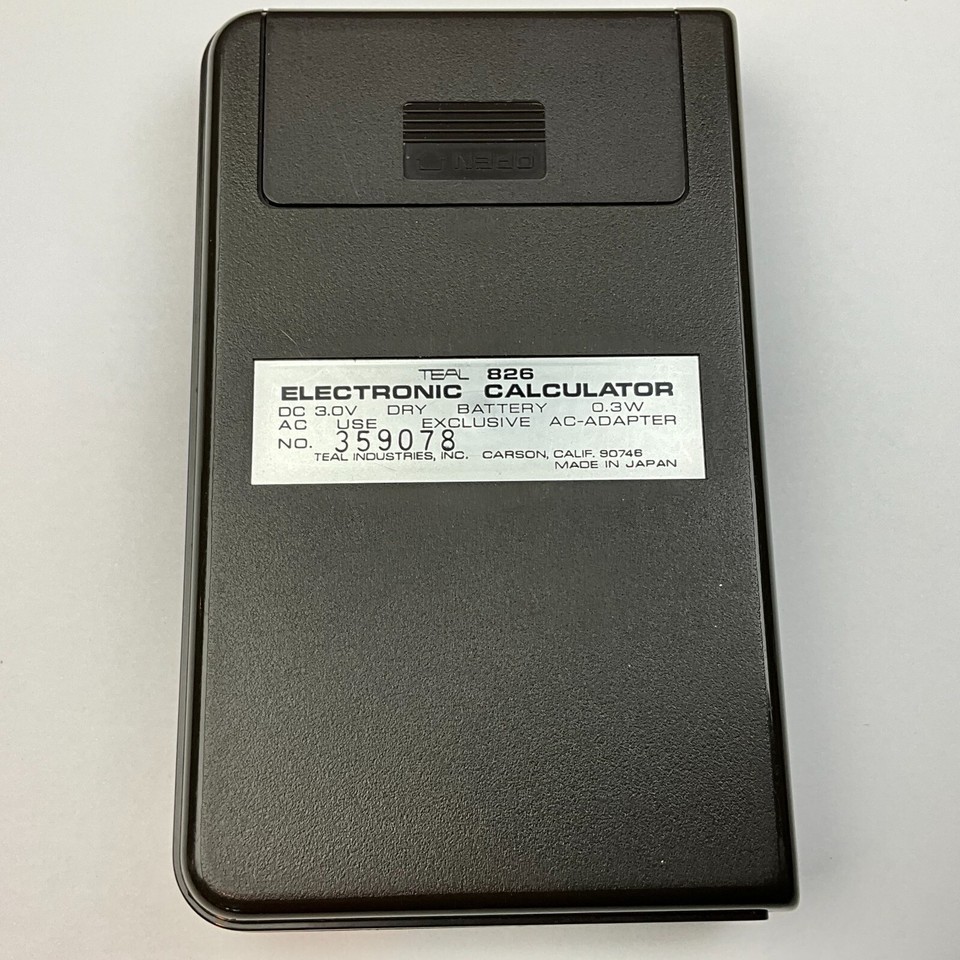 OPEN
TEAL 826
ELECTRONIC CALCULATOR
DC 3.0V DRY BATTERY 0.3W
AC USE EXCLUSIVE AC-ADAPTER
NO. 359078
TEAL INDUSTRIES, INC. CARSON, CALIF. 90746
MADE IN JAPAN